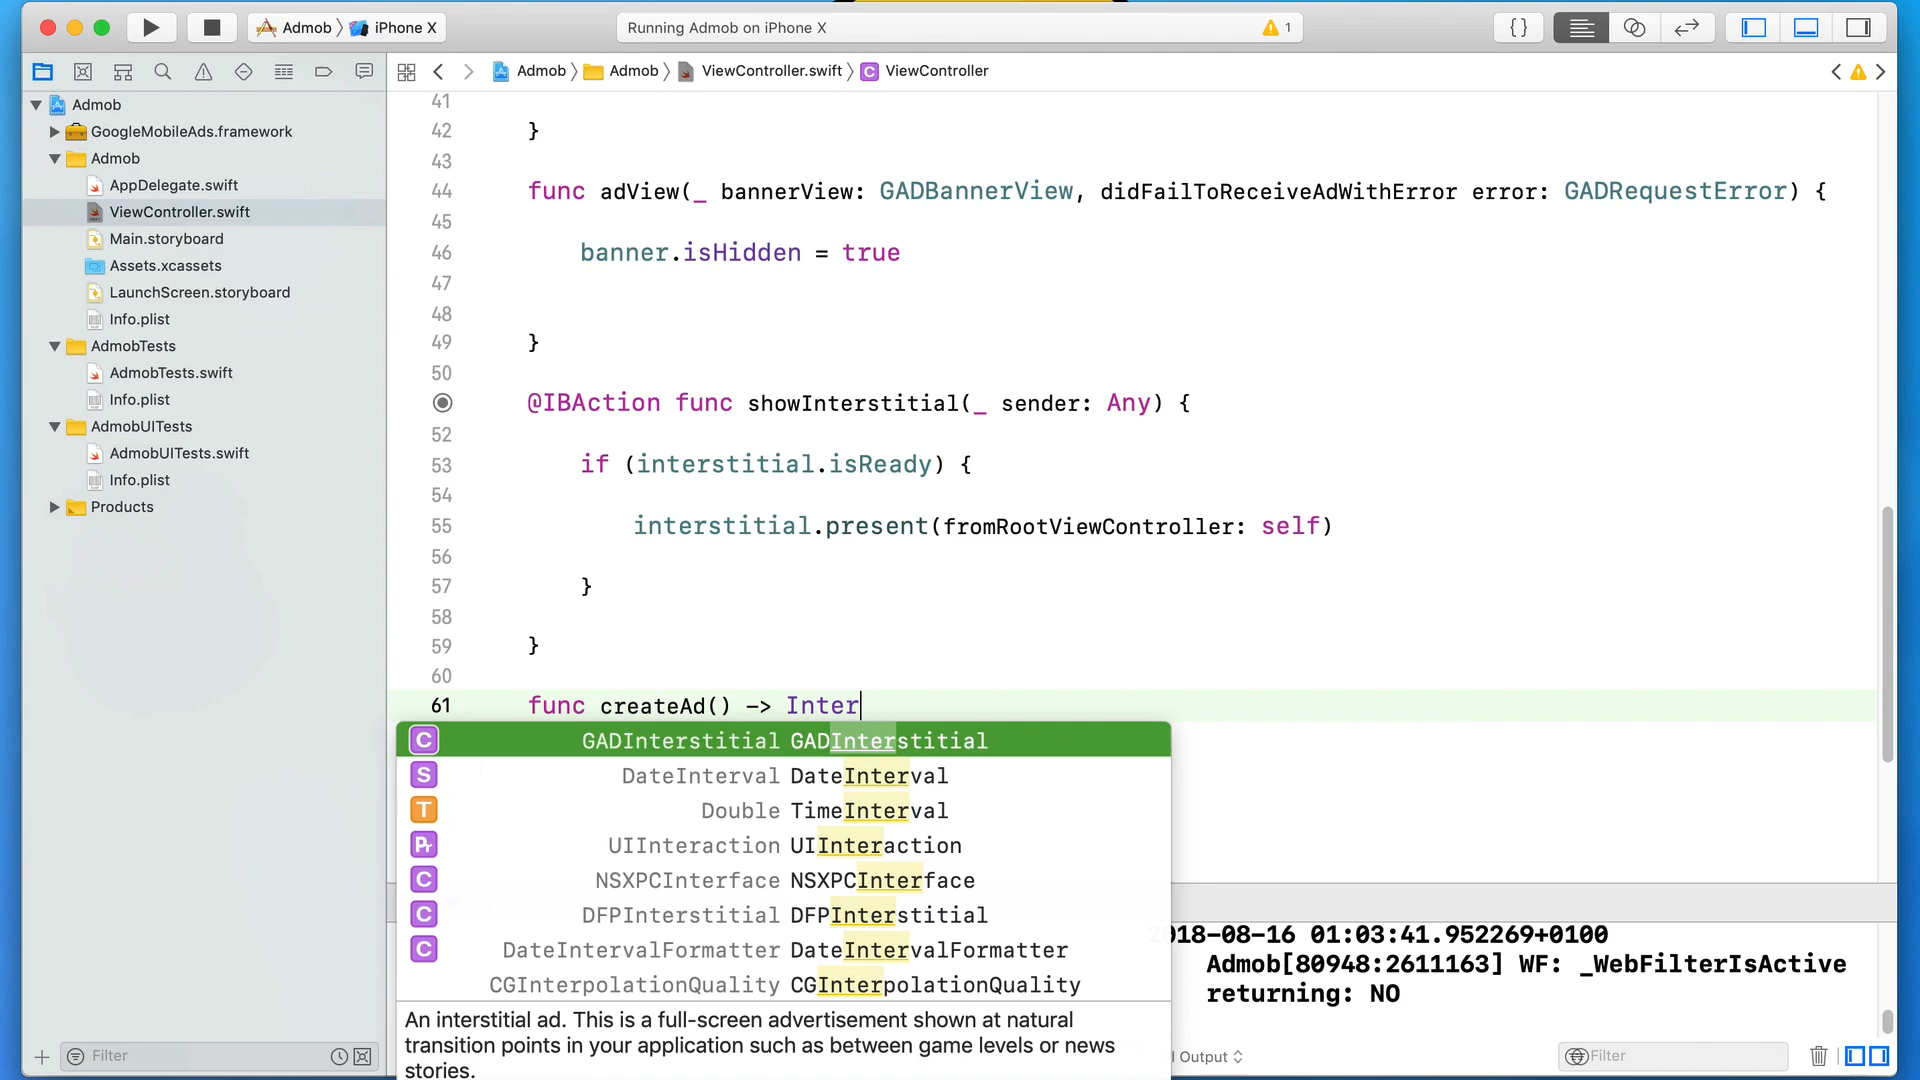 Admob iPhone X
Running Admob on iPhone X
1
{}
Admob Admob ViewController.swift C ViewController
Admob
GoogleMobileAds.framework
Admob
AppDelegate.swift
ViewController.swift
Main.storyboard
Assets.xcassets
LaunchScreen.storyboard
Info.plist
AdmobTests
AdmobTests.swift
Info.plist
AdmobUITests
AdmobUITests.swift
Info.plist
Products
Filter
41
42 }
43
44 func adView(_ bannerView: GADBannerView, didFailToReceiveAdWithError error: GADRequestError) {
45
46 banner.isHidden = true
47
48
49 }
50
@IBAction func showInterstitial(_ sender: Any) {
52
53 if (interstitial.isReady) {
54
55 interstitial.present(fromRootViewController: self)
56
57 }
58
59 }
60
61 func createAd() -> Inter
C GADInterstitial GADInterstitial
S DateInterval DateInterval
T Double TimeInterval
Pr UIInteraction UIInteraction
C NSXPCInterface NSXPCInterface
C DFPInterstitial DFPInterstitial
C DateIntervalFormatter DateIntervalFormatter
CGInterpolationQuality CGInterpolationQuality
An interstitial ad. This is a full-screen advertisement shown at natural
transition points in your application such as between game levels or news
stories.
2018-08-16 01:03:41.952269+0100
Admob[80948:2611163] WF: _WebFilterIsActive
returning: NO
Output
Filter